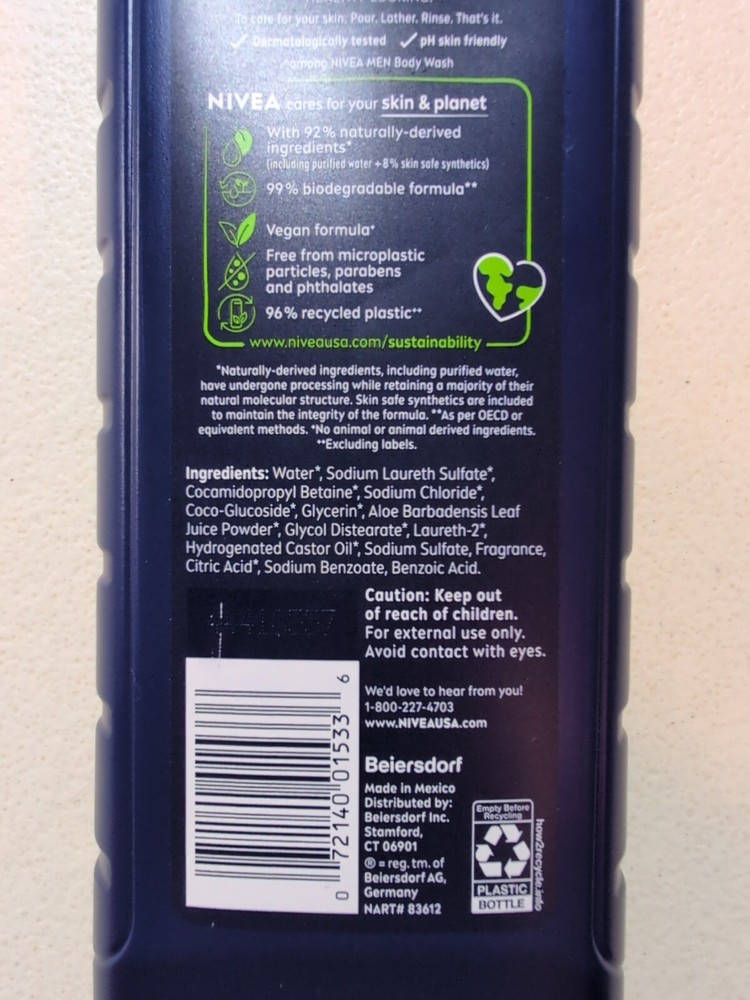 To care for your skin: Pour. Lather. Rinse. That's it.
✓ Dermatologically tested ✓ pH skin friendly
*among NIVEA MEN Body Wash
NIVEA cares for your skin & planet
With 92% naturally-derived
ingredients*
(including purified water + 8% skin safe synthetics)
99% biodegradable formula**
Vegan formula⁺
Free from microplastic
particles, parabens
and phthalates
96% recycled plastic⁺⁺
www.niveausa.com/sustainability
*Naturally-derived ingredients, including purified water,
have undergone processing while retaining a majority of their
natural molecular structure. Skin safe synthetics are included
to maintain the integrity of the formula. **As per OECD or
equivalent methods. ⁺No animal or animal derived ingredients.
⁺⁺Excluding labels.
Ingredients: Water*, Sodium Laureth Sulfate*,
Cocamidopropyl Betaine*, Sodium Chloride*,
Coco-Glucoside*, Glycerin*, Aloe Barbadensis Leaf
Juice Powder*, Glycol Distearate*, Laureth-2*,
Hydrogenated Castor Oil*, Sodium Sulfate, Fragrance,
Citric Acid*, Sodium Benzoate, Benzoic Acid.
Caution: Keep out
of reach of children.
For external use only.
Avoid contact with eyes.
We'd love to hear from you!
1-800-227-4703
www.NIVEAUSA.com
0 72140 01533 6
Beiersdorf
Made in Mexico
Distributed by:
Beiersdorf Inc.
Stamford,
CT 06901
® = reg. tm. of
Beiersdorf AG,
Germany
NART# 83612
Empty Before
Recycling
PLASTIC
BOTTLE
how2recycle.info